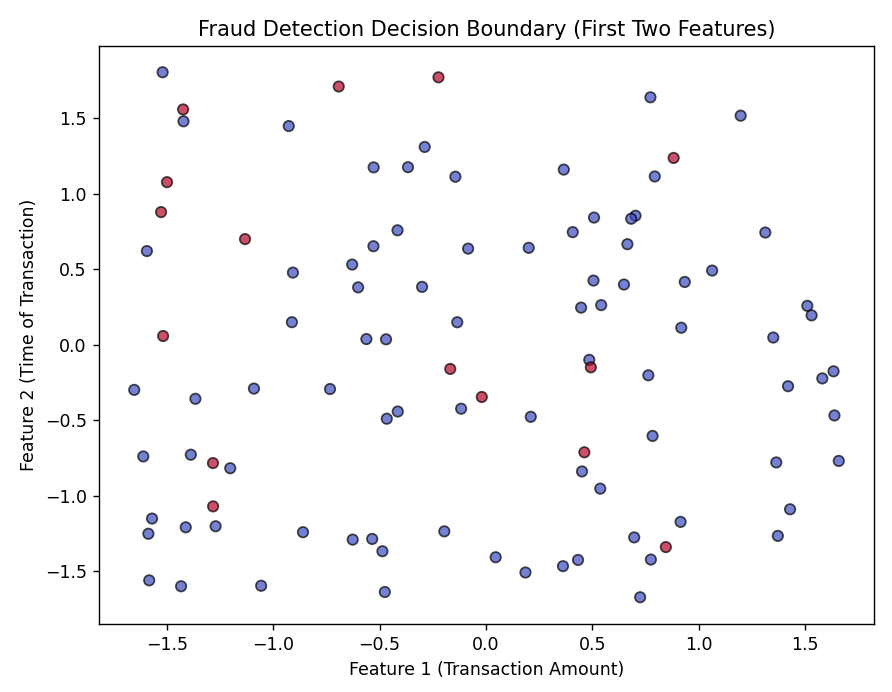 Fraud Detection Decision Boundary (First Two Features)
Feature 2 (Time of Transaction)
1.5
1.0
0.5
0.0
−0.5
−1.0
−1.5
−1.5 −1.0 −0.5 0.0 0.5 1.0 1.5
Feature 1 (Transaction Amount)